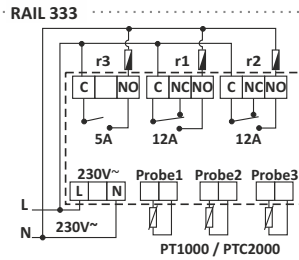 RAIL 333
r3 r1 r2
C NO C NC NO C NC NO
5A 12A 12A
230V~ Probe1 Probe2 Probe3
L N
L
N 230V~
PT1000 / PTC2000